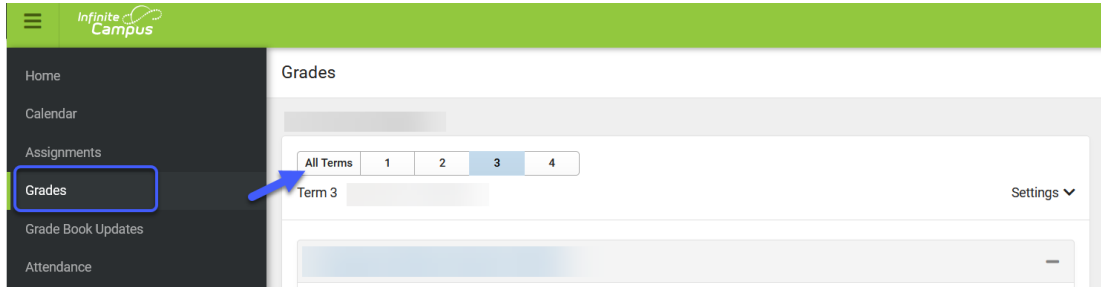 Infinite
Campus
Home
Calendar
Assignments
Grades
Grade Book Updates
Attendance
Grades
All Terms 1 2 3 4
Term 3
Settings